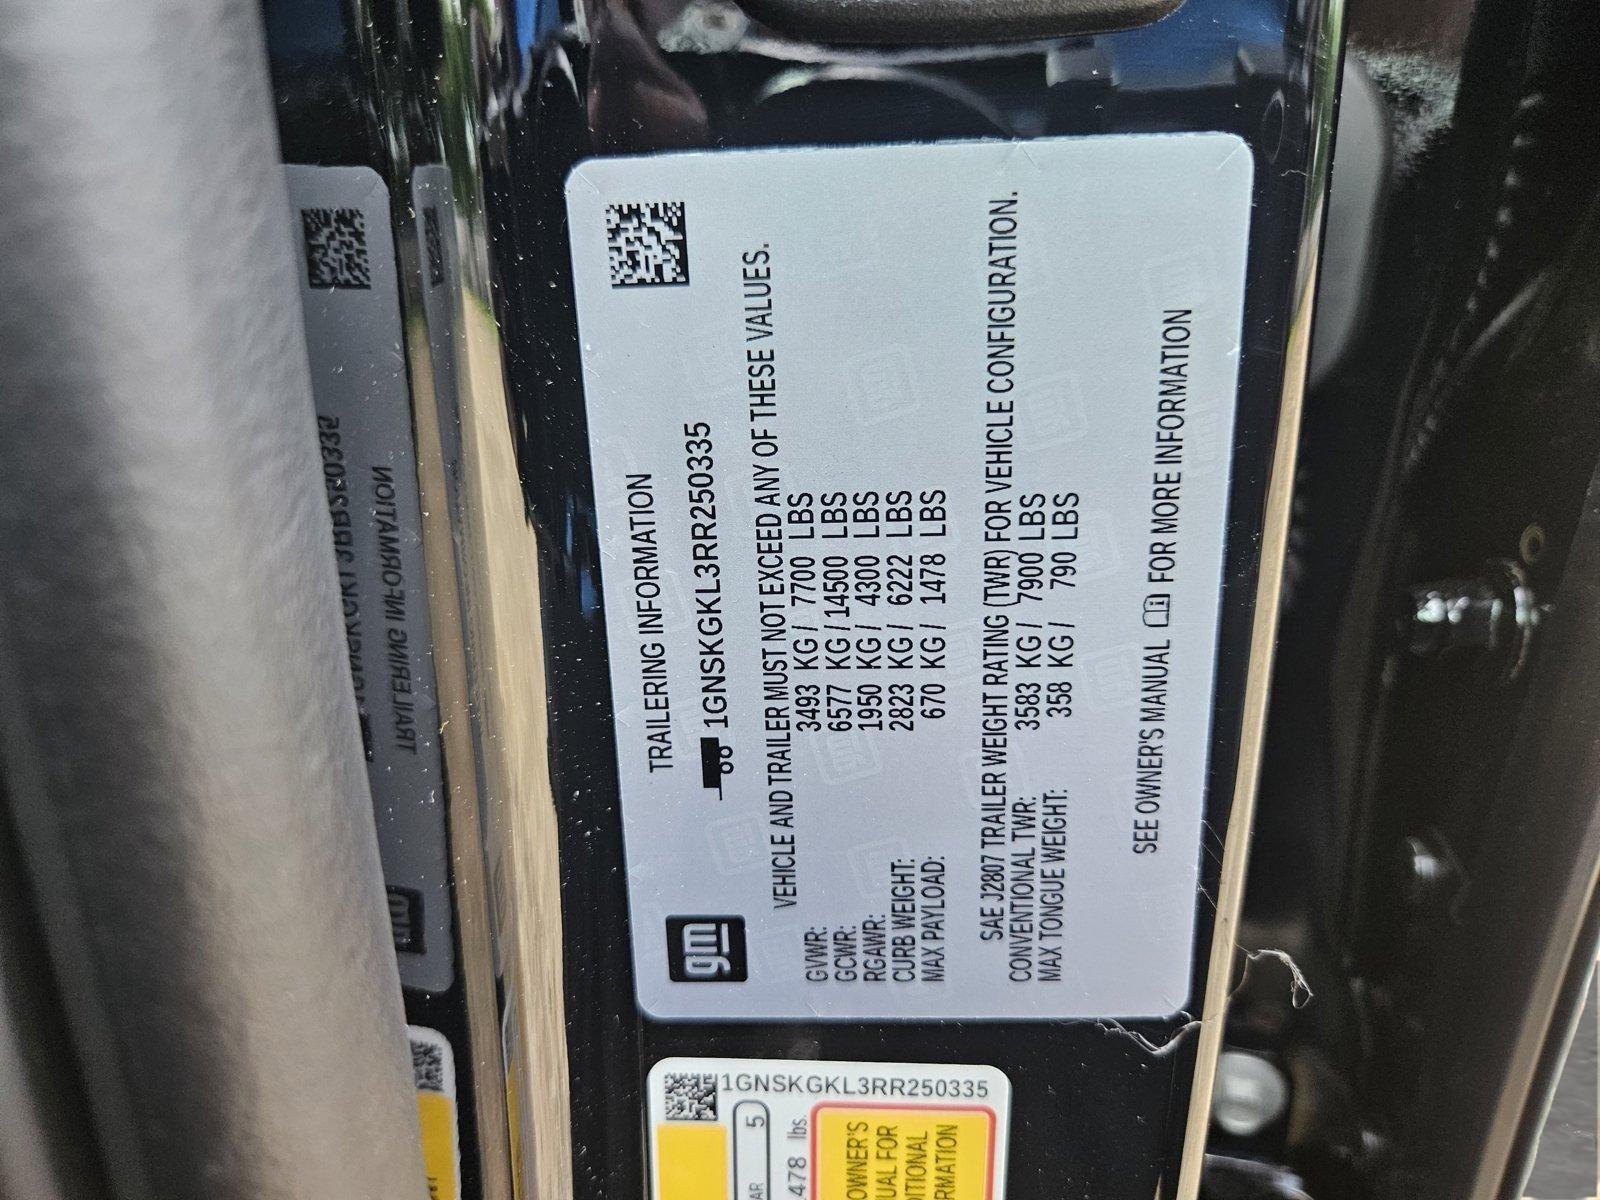 gm
TRAILERING INFORMATION
1GNSKGKL3RR250335
VEHICLE AND TRAILER MUST NOT EXCEED ANY OF THESE VALUES.
GVWR: 3493 KG / 7700 LBS
GCWR: 6577 KG / 14500 LBS
RGAWR: 1950 KG / 4300 LBS
CURB WEIGHT: 2823 KG / 6222 LBS
MAX PAYLOAD: 670 KG / 1478 LBS
SAE J2807 TRAILER WEIGHT RATING (TWR) FOR VEHICLE CONFIGURATION.
CONVENTIONAL TWR: 3583 KG / 7900 LBS
MAX TONGUE WEIGHT: 358 KG / 790 LBS
SEE OWNER'S MANUAL FOR MORE INFORMATION
1GNSKGKL3RR250335
5
1478 lbs.
OWNER'S
FOR
TRAILERING INFORMATION
gm